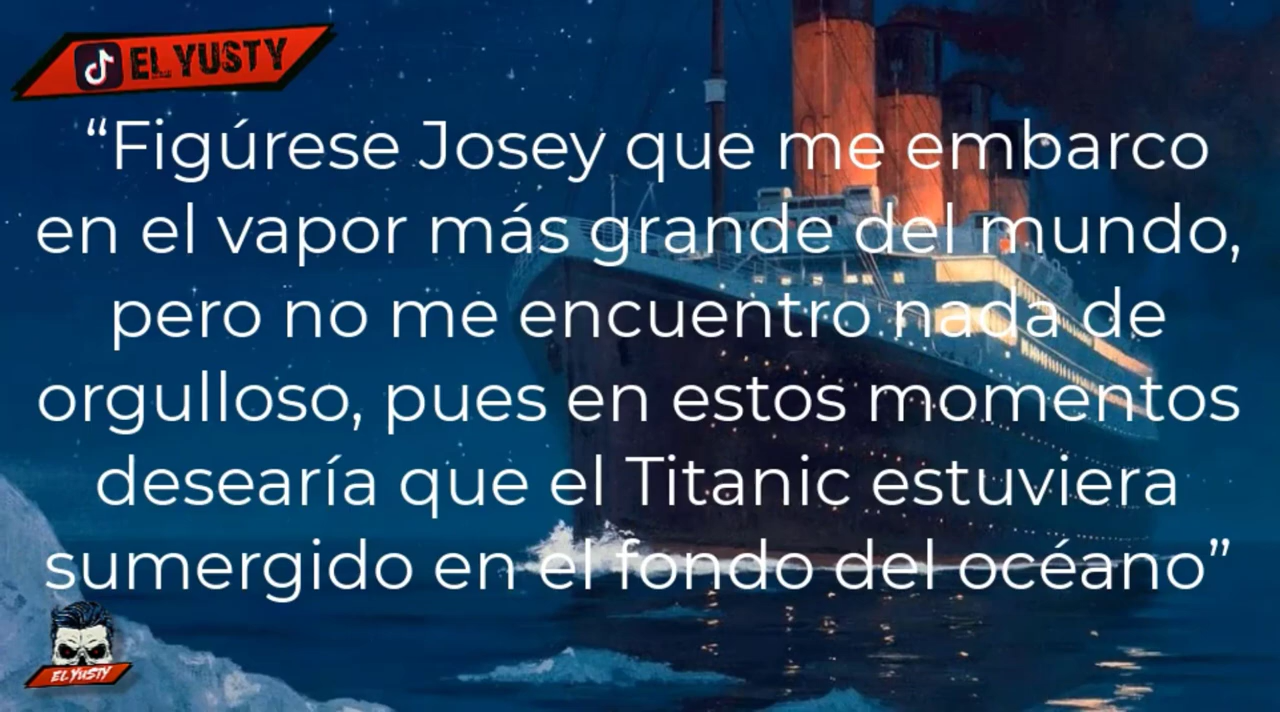 EL YUSTY
“Figúrese Josey que me embarco
en el vapor más grande del mundo,
pero no me encuentro nada de
orgulloso, pues en estos momentos
desearía que el Titanic estuviera
sumergido en el fondo del océano”
EL YUSTY